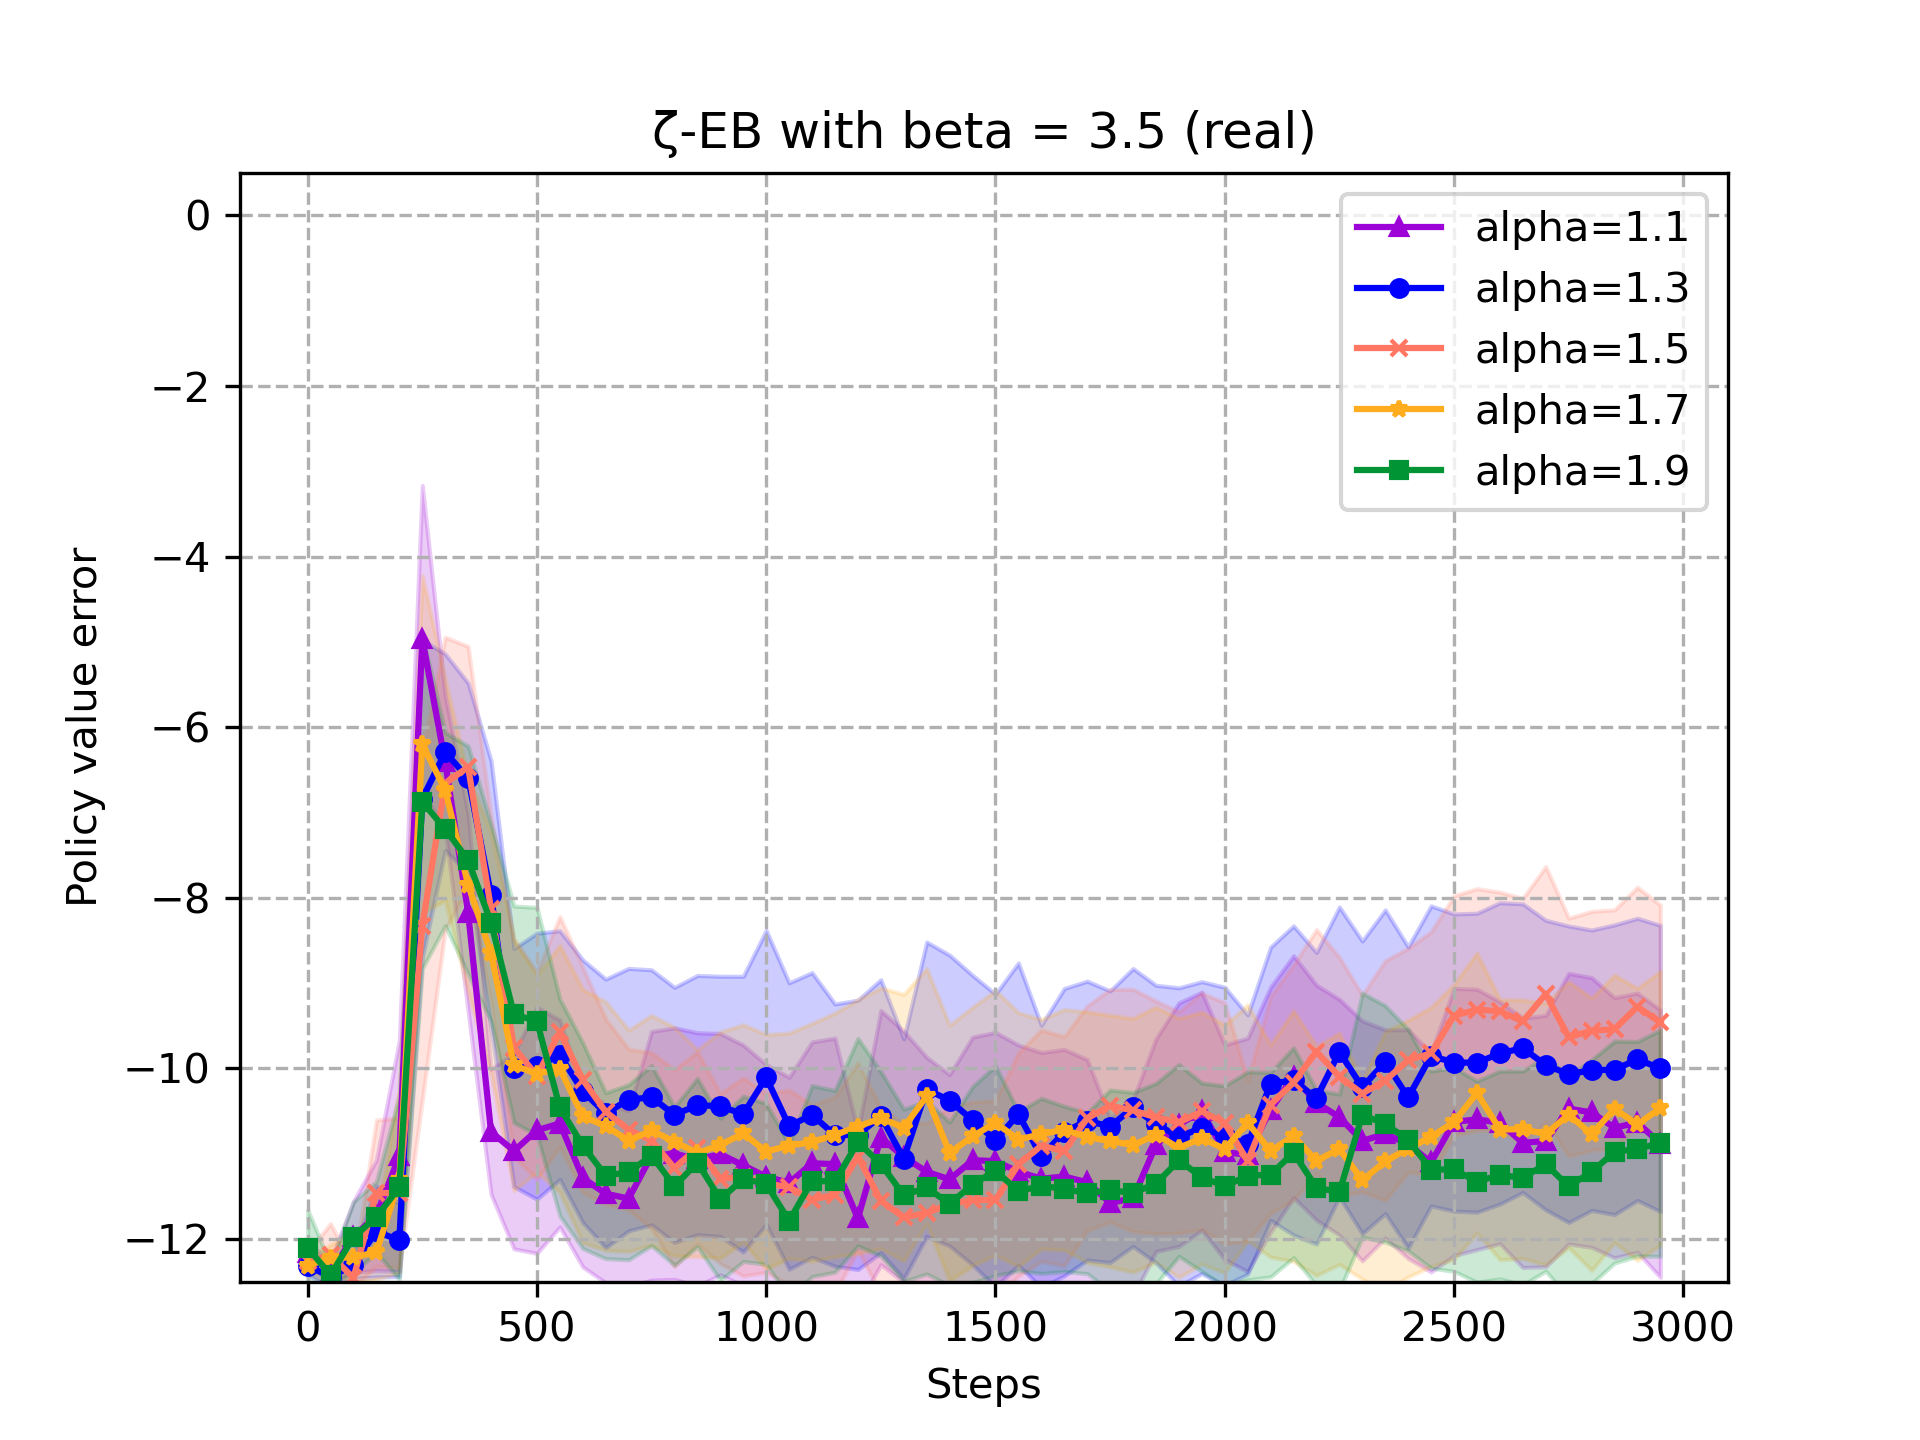 ζ-EB with beta = 3.5 (real)
0
−2
−4
−6
−8
−10
−12
Policy value error
alpha=1.1
alpha=1.3
alpha=1.5
alpha=1.7
alpha=1.9
0 500 1000 1500 2000 2500 3000
Steps